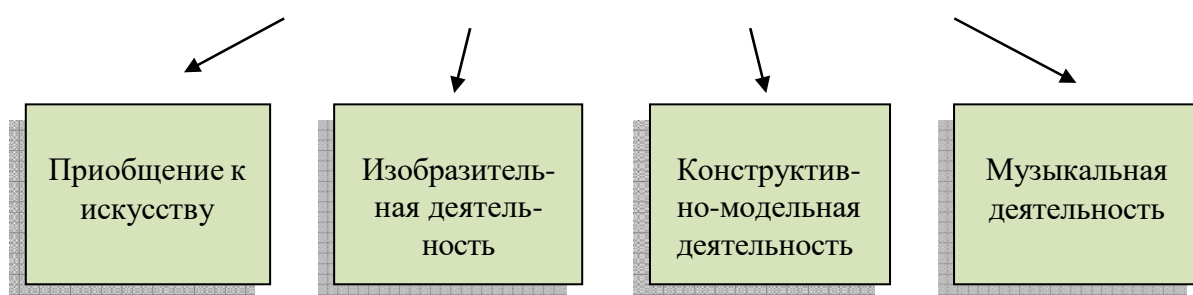 Приобщение к
искусству
Изобразитель-
ная деятель-
ность
Конструктив-
но-модельная
деятельность
Музыкальная
деятельность